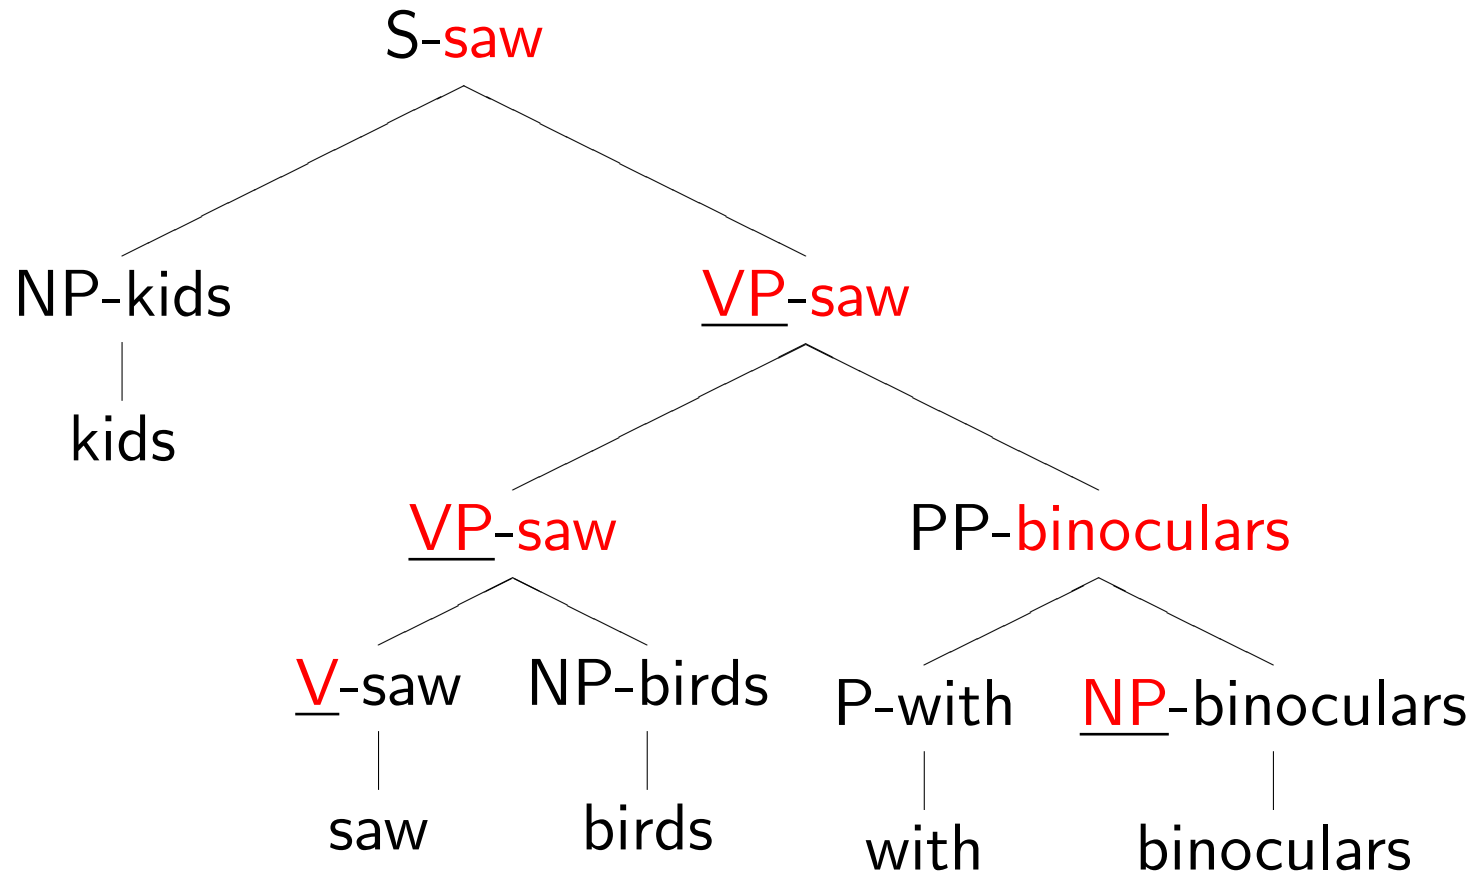 S-saw
NP-kids VP-saw
kids
VP-saw PP-binoculars
V-saw NP-birds P-with NP-binoculars
saw birds with binoculars